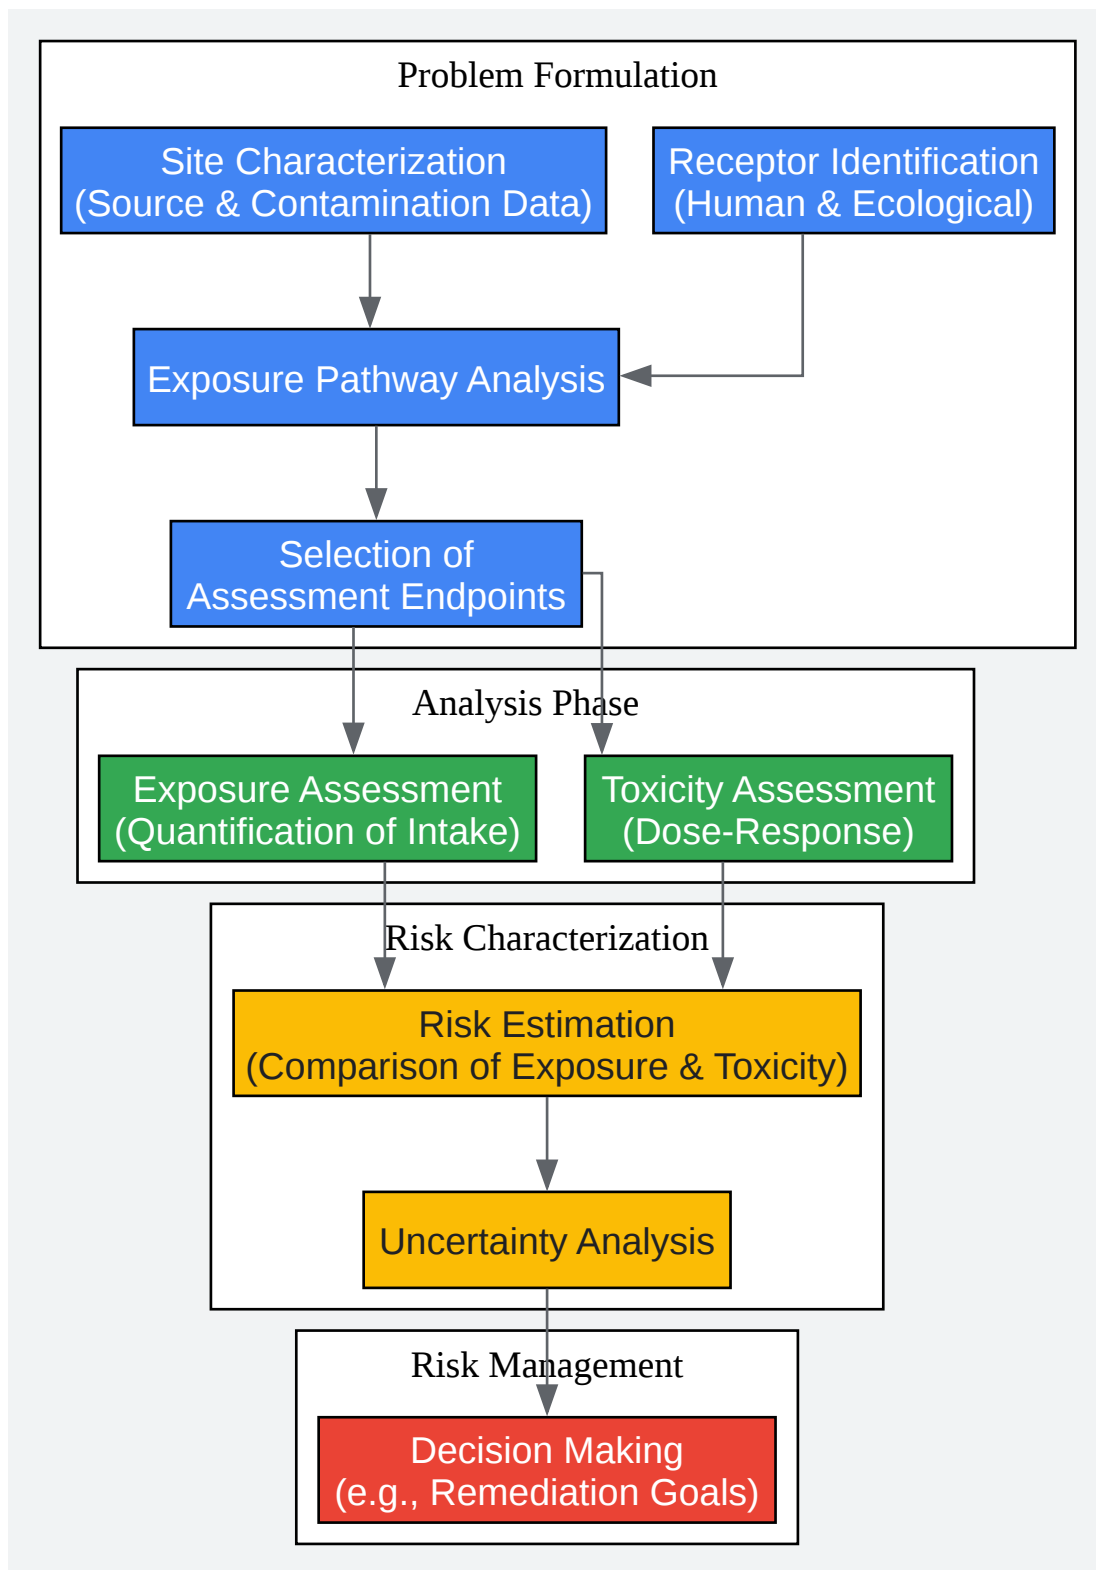 Problem Formulation
Site Characterization
(Source & Contamination Data)
Receptor Identification
(Human & Ecological)
Exposure Pathway Analysis
Selection of
Assessment Endpoints
Analysis Phase
Exposure Assessment
(Quantification of Intake)
Toxicity Assessment
(Dose-Response)
Risk Characterization
Risk Estimation
(Comparison of Exposure & Toxicity)
Uncertainty Analysis
Risk Management
Decision Making
(e.g., Remediation Goals)